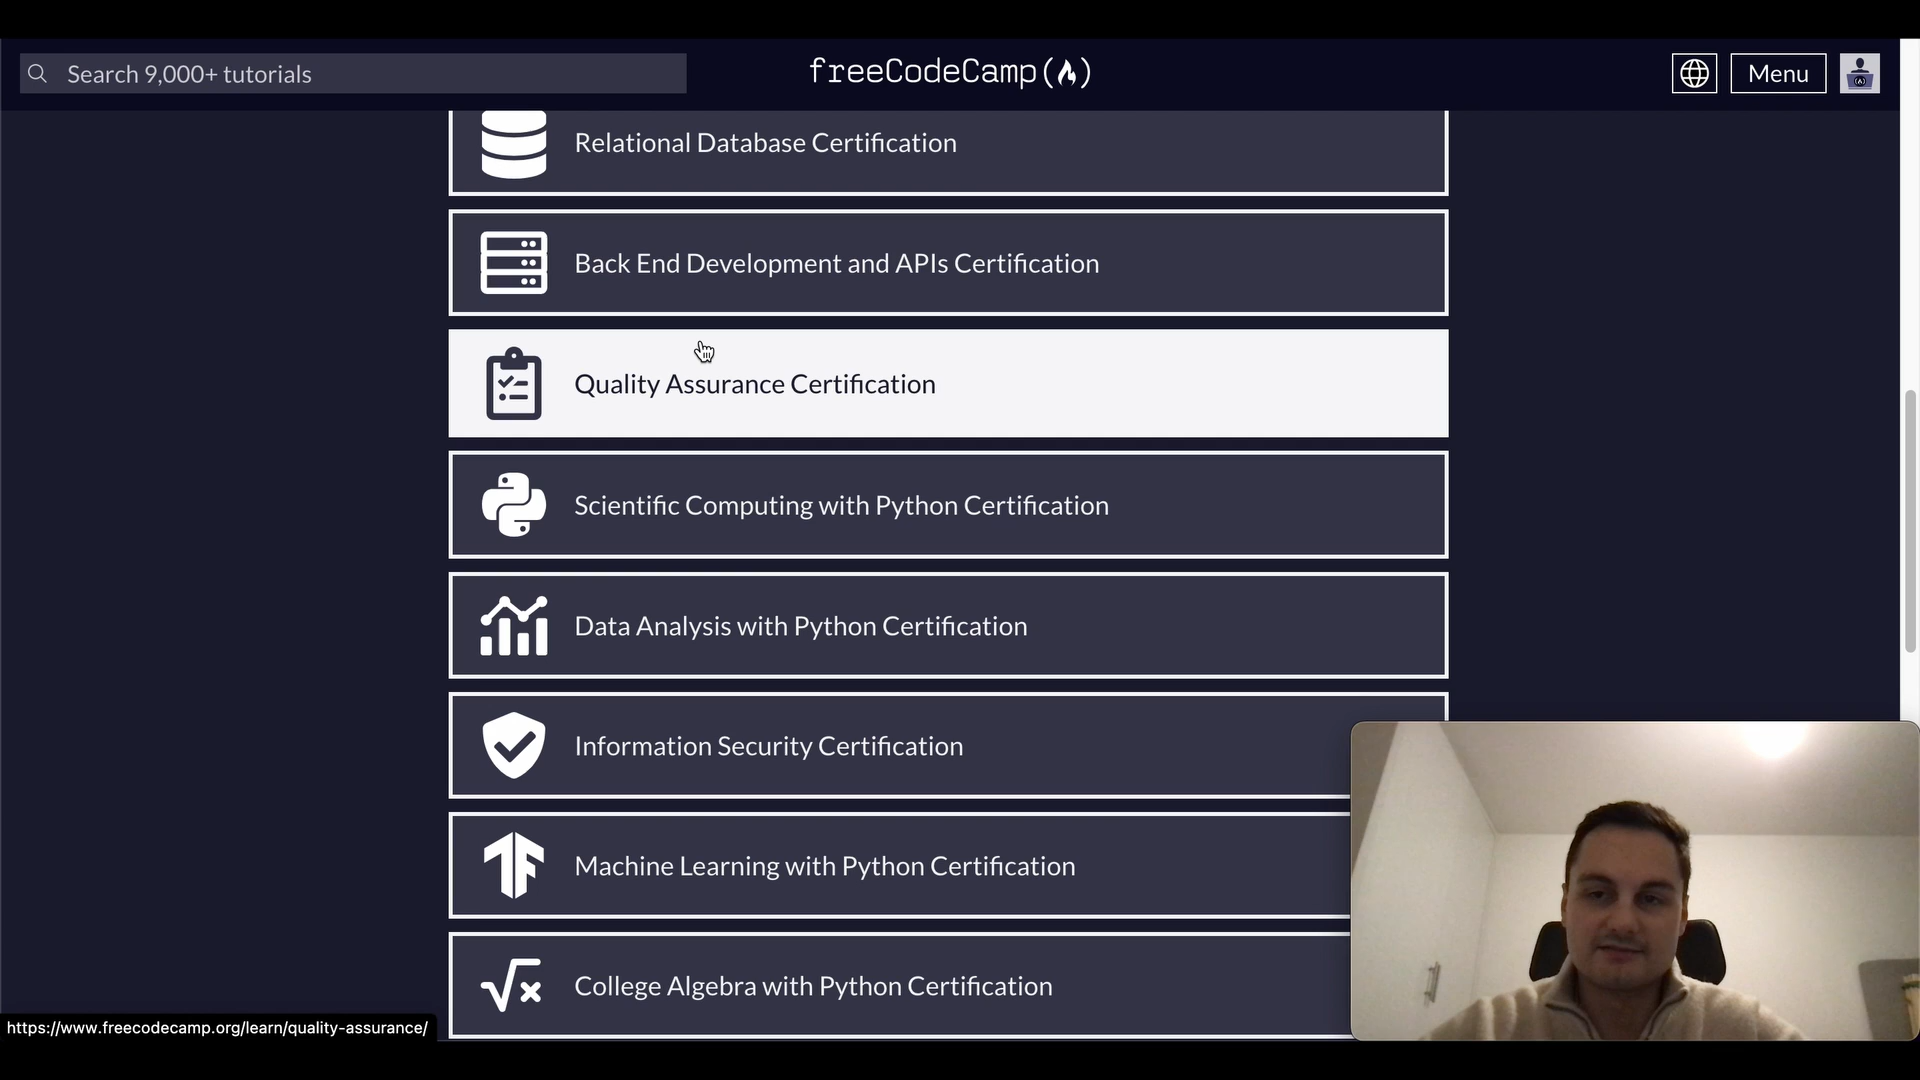 Search 9,000+ tutorials
freeCodeCamp(🔥)
Menu
Relational Database Certification
Back End Development and APIs Certification
Quality Assurance Certification
Scientific Computing with Python Certification
Data Analysis with Python Certification
Information Security Certification
Machine Learning with Python Certification
College Algebra with Python Certification
https://www.freecodecamp.org/learn/quality-assurance/